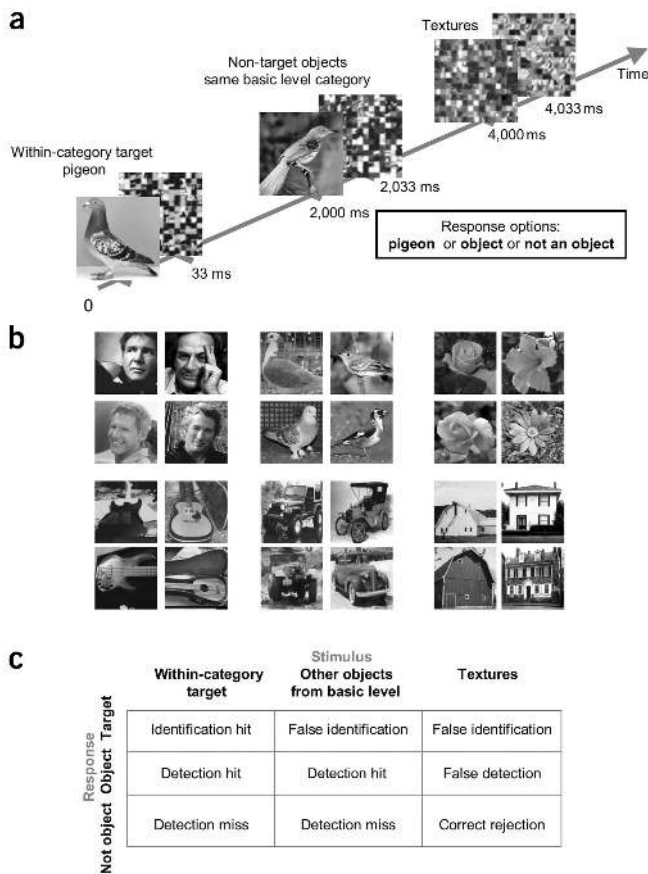 a
Textures
Non-target objects
same basic level category
Time
4,033 ms
4,000 ms
Within-category target
pigeon
2,033 ms
2,000 ms
Response options:
pigeon or object or not an object
33 ms
0
b
c
Stimulus
Within-category
target
Other objects
from basic level
Textures
Response
Target
Identification hit
False identification
False identification
Object
Detection hit
Detection hit
False detection
Not object
Detection miss
Detection miss
Correct rejection